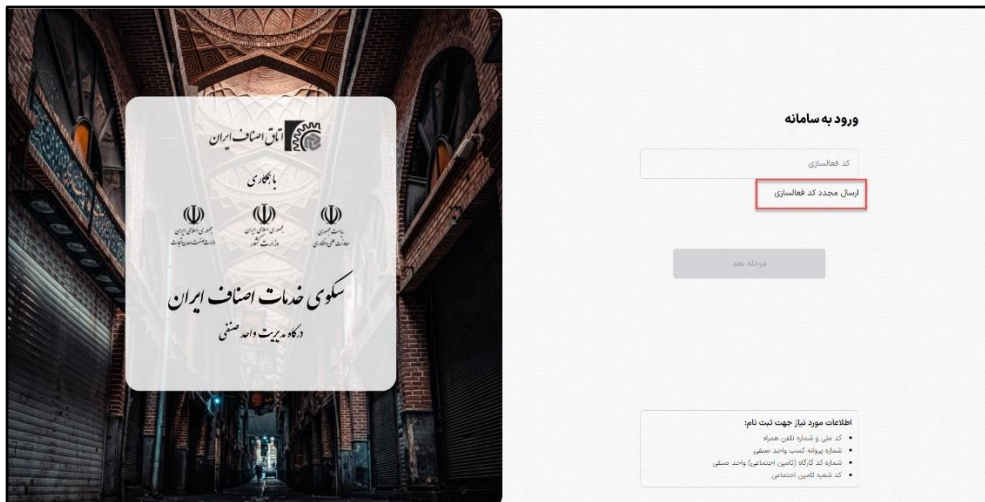 ورود به سامانه
کد فعالسازی
ارسال مجدد کد فعالسازی
مرحله بعد
اطلاعات مورد نیاز جهت ثبت نام:
کد ملی و شماره تلفن همراه
شماره پروانه کسب واحد صنفی
شماره کد کارگاه (تامین اجتماعی) واحد صنفی
کد شعبه تامین اجتماعی
اتاق اصناف ایران
با همکاری
ریاست جمهوری
معاونت علمی و فناوری
جمهوری اسلامی ایران
وزارت کشور
جمهوری اسلامی ایران
وزارت صنعت، معدن و تجارت
سکوی خدمات اصناف ایران
درگاه مدیریت واحد صنفی